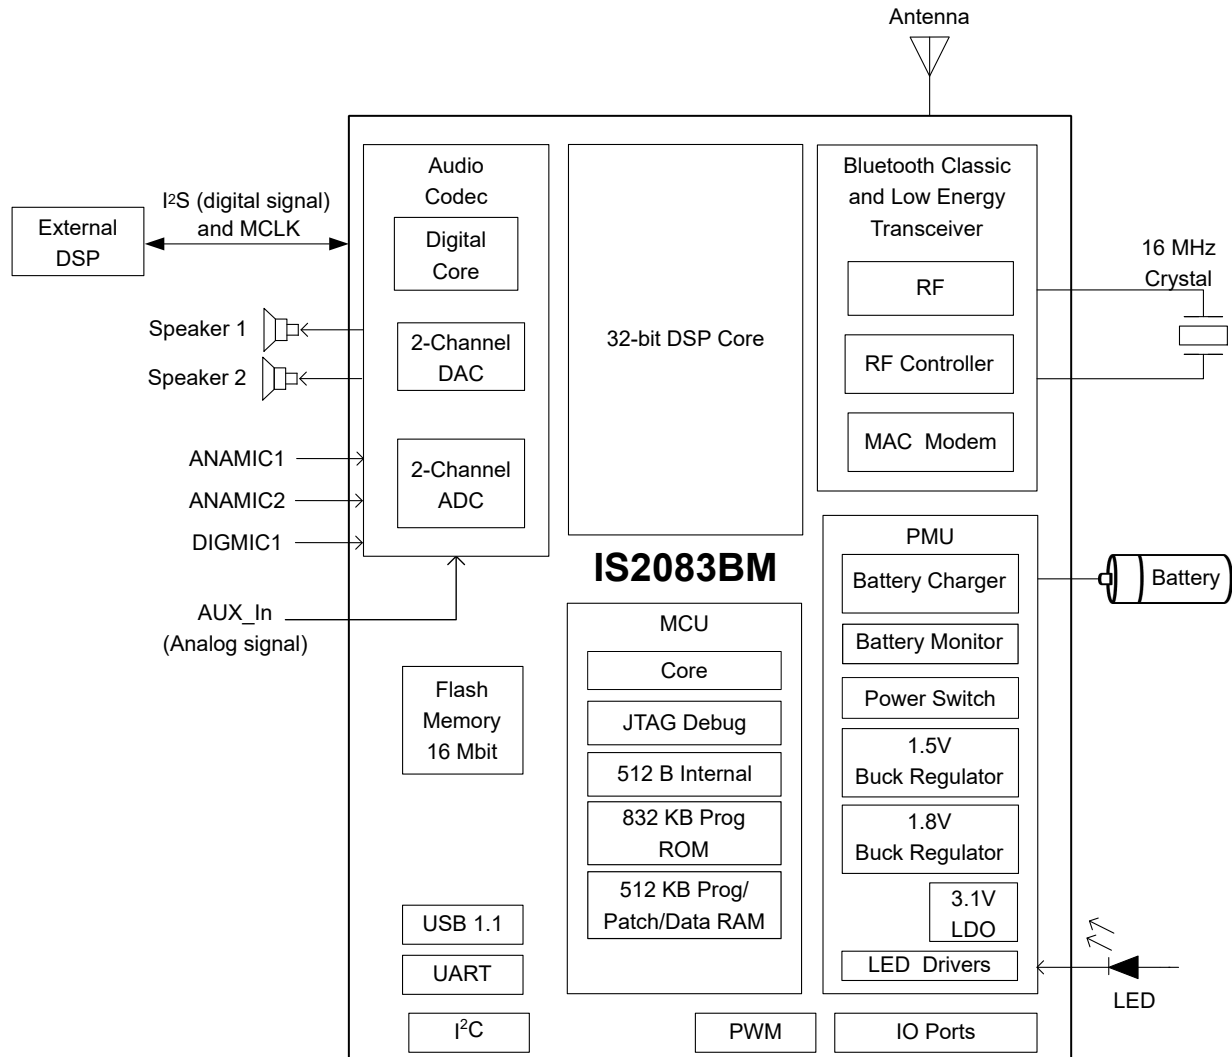 Antenna
External
DSP
I²S (digital signal)
and MCLK
Speaker 1
Speaker 2
ANAMIC1
ANAMIC2
DIGMIC1
AUX_In
(Analog signal)
Audio
Codec
Digital
Core
2-Channel
DAC
2-Channel
ADC
32-bit DSP Core
Bluetooth Classic
and Low Energy
Transceiver
RF
RF Controller
MAC Modem
16 MHz
Crystal
IS2083BM
PMU
Battery Charger
Battery Monitor
Power Switch
1.5V
Buck Regulator
1.8V
Buck Regulator
3.1V
LDO
LED Drivers
Battery
LED
MCU
Core
JTAG Debug
512 B Internal
832 KB Prog
ROM
512 KB Prog/
Patch/Data RAM
Flash
Memory
16 Mbit
USB 1.1
UART
I²C
PWM
IO Ports